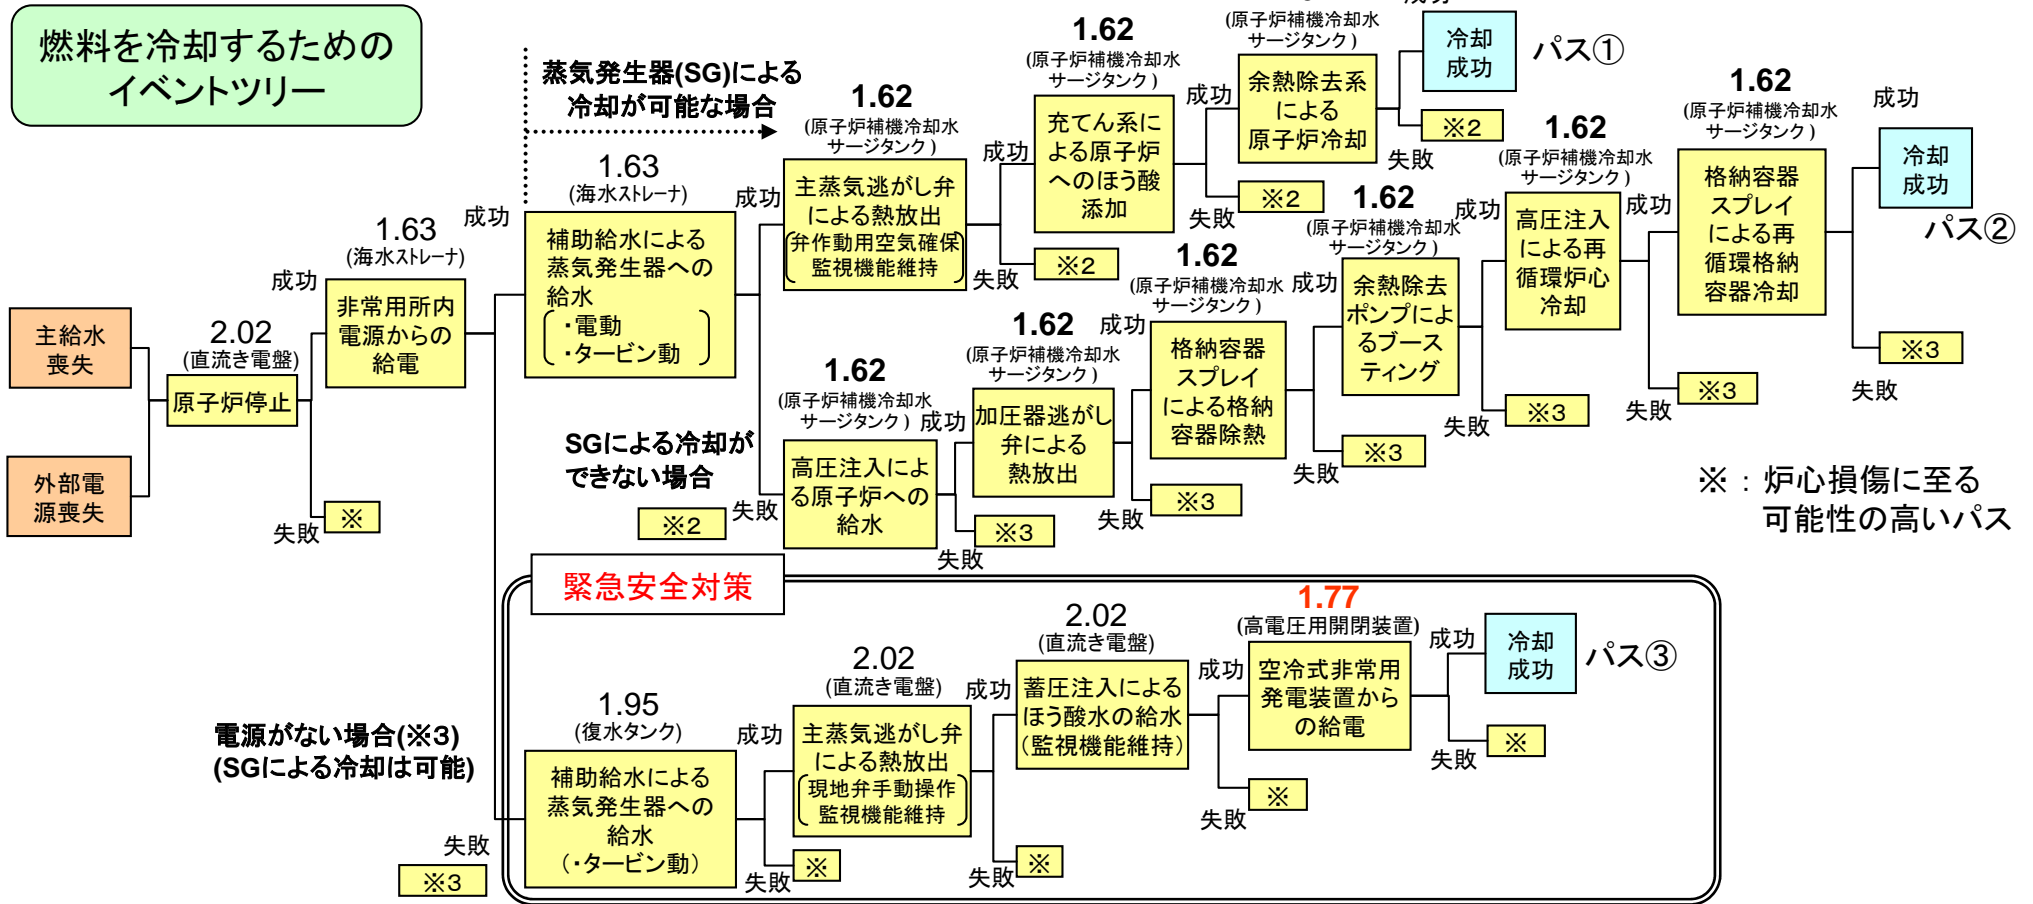 燃料を冷却するための
イベントツリー
蒸気発生器(SG)による
冷却が可能な場合
主給水
喪失
外部電
源喪失
2.02
(直流き電盤)
原子炉停止
成功
失敗
※
1.63
(海水ストレーナ)
非常用所内
電源からの
給電
成功
失敗
※3
1.63
(海水ストレーナ)
補助給水による
蒸気発生器への
給水
・電動
・タービン動
成功
失敗
※2
1.62
(原子炉補機冷却水
サージタンク)
主蒸気逃がし弁
による熱放出
弁作動用空気確保
監視機能維持
成功
失敗
※2
1.62
(原子炉補機冷却水
サージタンク)
充てん系に
よる原子炉
へのほう酸
添加
成功
失敗
※2
(原子炉補機冷却水
サージタンク)
余熱除去系
による
原子炉冷却
成功
失敗
※2
冷却
成功
パス①
SGによる冷却が
できない場合
1.62
(原子炉補機冷却水
サージタンク)
高圧注入によ
る原子炉への
給水
成功
失敗
※3
1.62
(原子炉補機冷却水
サージタンク)
加圧器逃がし
弁による
熱放出
成功
失敗
※3
1.62
(原子炉補機冷却水
サージタンク)
格納容器
スプレイ
による格納
容器除熱
成功
失敗
※3
1.62
(原子炉補機冷却水
サージタンク)
余熱除去
ポンプによ
るブース
ティング
成功
失敗
※3
1.62
(原子炉補機冷却水
サージタンク)
高圧注入
による再
循環炉心
冷却
成功
失敗
※3
1.62
(原子炉補機冷却水
サージタンク)
格納容器
スプレイ
による再
循環格納
容器冷却
成功
失敗
※3
冷却
成功
パス②
※：炉心損傷に至る
可能性の高いパス
緊急安全対策
電源がない場合(※3)
(SGによる冷却は可能)
1.95
(復水タンク)
補助給水による
蒸気発生器への
給水
(・タービン動)
成功
失敗
※
2.02
(直流き電盤)
主蒸気逃がし弁
による熱放出
現地弁手動操作
監視機能維持
成功
失敗
※
2.02
(直流き電盤)
蓄圧注入による
ほう酸水の給水
(監視機能維持)
成功
失敗
※
1.77
(高電圧用開閉装置)
空冷式非常用
発電装置から
の給電
成功
失敗
※
冷却
成功
パス③